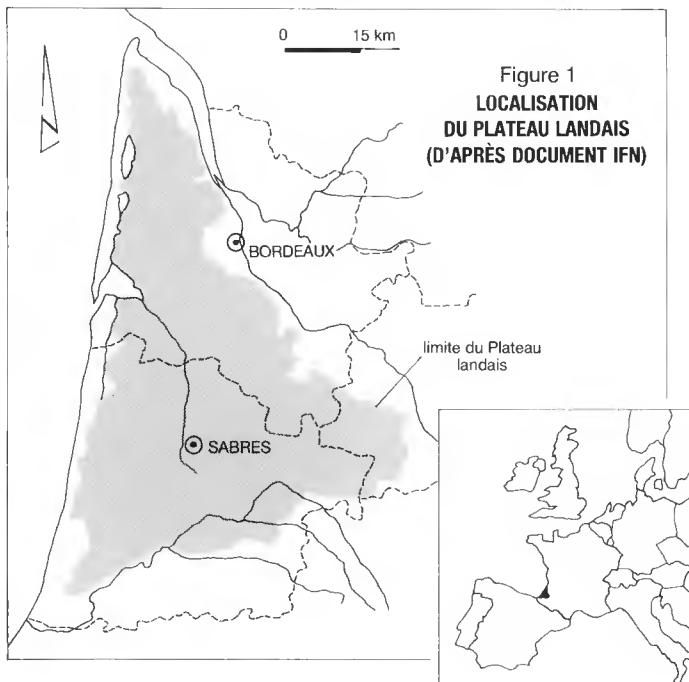 0 15 km
Figure 1
LOCALISATION
DU PLATEAU LANDAIS
(D'APRÈS DOCUMENT IFN)
N
BORDEAUX
limite du Plateau
landais
SABRES